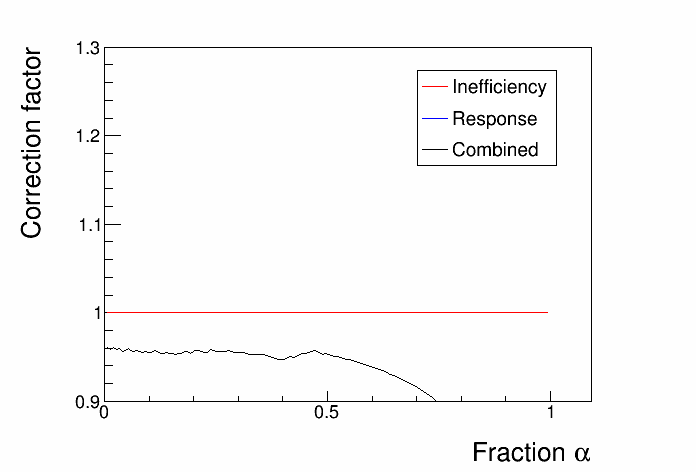 1.3
1.2
1.1
1
0.9
Correction factor
Inefficiency
Response
Combined
0
0.5
1
Fraction α